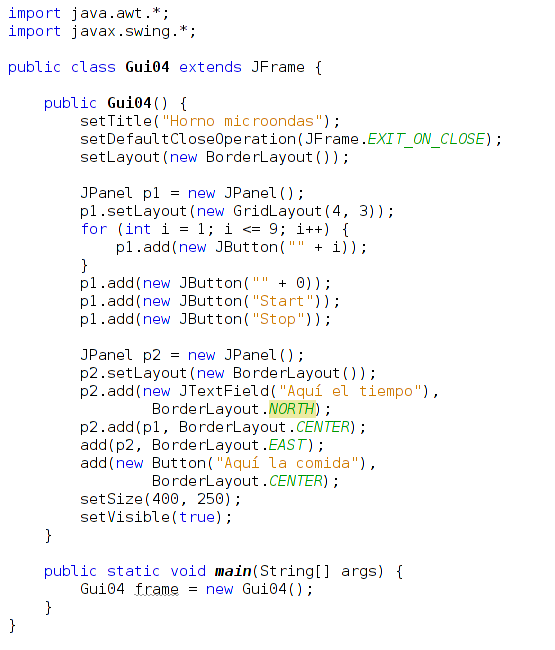 import java.awt.*;
import javax.swing.*;

public class Gui04 extends JFrame {

    public Gui04() {
        setTitle("Horno microondas");
        setDefaultCloseOperation(JFrame.EXIT_ON_CLOSE);
        setLayout(new BorderLayout());

        JPanel p1 = new JPanel();
        p1.setLayout(new GridLayout(4, 3));
        for (int i = 1; i <= 9; i++) {
            p1.add(new JButton("" + i));
        }
        p1.add(new JButton("" + 0));
        p1.add(new JButton("Start"));
        p1.add(new JButton("Stop"));

        JPanel p2 = new JPanel();
        p2.setLayout(new BorderLayout());
        p2.add(new JTextField("Aquí el tiempo"),
                BorderLayout.NORTH);
        p2.add(p1, BorderLayout.CENTER);
        add(p2, BorderLayout.EAST);
        add(new Button("Aquí la comida"),
                BorderLayout.CENTER);
        setSize(400, 250);
        setVisible(true);
    }

    public static void main(String[] args) {
        Gui04 frame = new Gui04();
    }
}